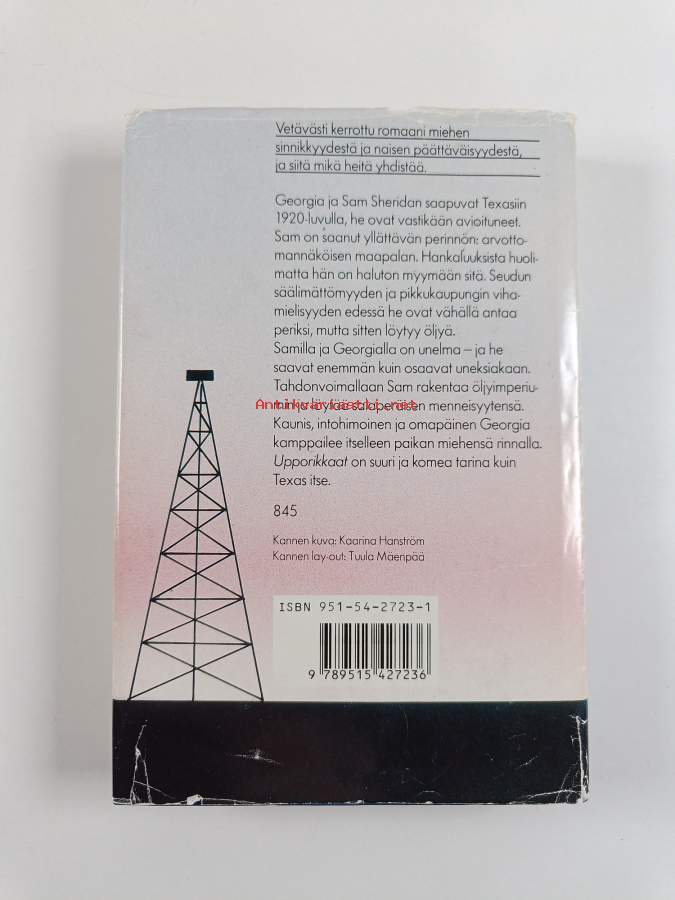 Vetävästi kerrottu romaani miehen
sinnikkyydestä ja naisen päättäväisyydestä,
ja siitä mikä heitä yhdistää.
Georgia ja Sam Sheridan saapuvat Texasiin
1920-luvulla, he ovat vastikään avioituneet.
Sam on saanut yllättävän perinnön: arvotto-
mannäköisen maapalan. Hankaluuksista huoli-
matta hän on haluton myymään sitä. Seudun
säälimättömyyden ja pikkukaupungin viha-
mielisyyden edessä he ovat vähällä antaa
periksi, mutta sitten löytyy öljyä.
Samilla ja Georgialla on unelma – ja he
saavat enemmän kuin osaavat uneksiakaan.
Tahdonvoimallaan Sam rakentaa öljyimperiu-
Antikvariaatti.net
menneisyytensä.
Kaunis, intohimoinen ja omapäinen Georgia
kamppailee itselleen paikan miehensä rinnalla.
Upporikkaat on suuri ja komea tarina kuin
Texas itse.
845
Kannen kuva: Kaarina Hanström
Kannen lay-out: Tuula Mäenpää
ISBN 951-54-2723-1
9 789515 427236